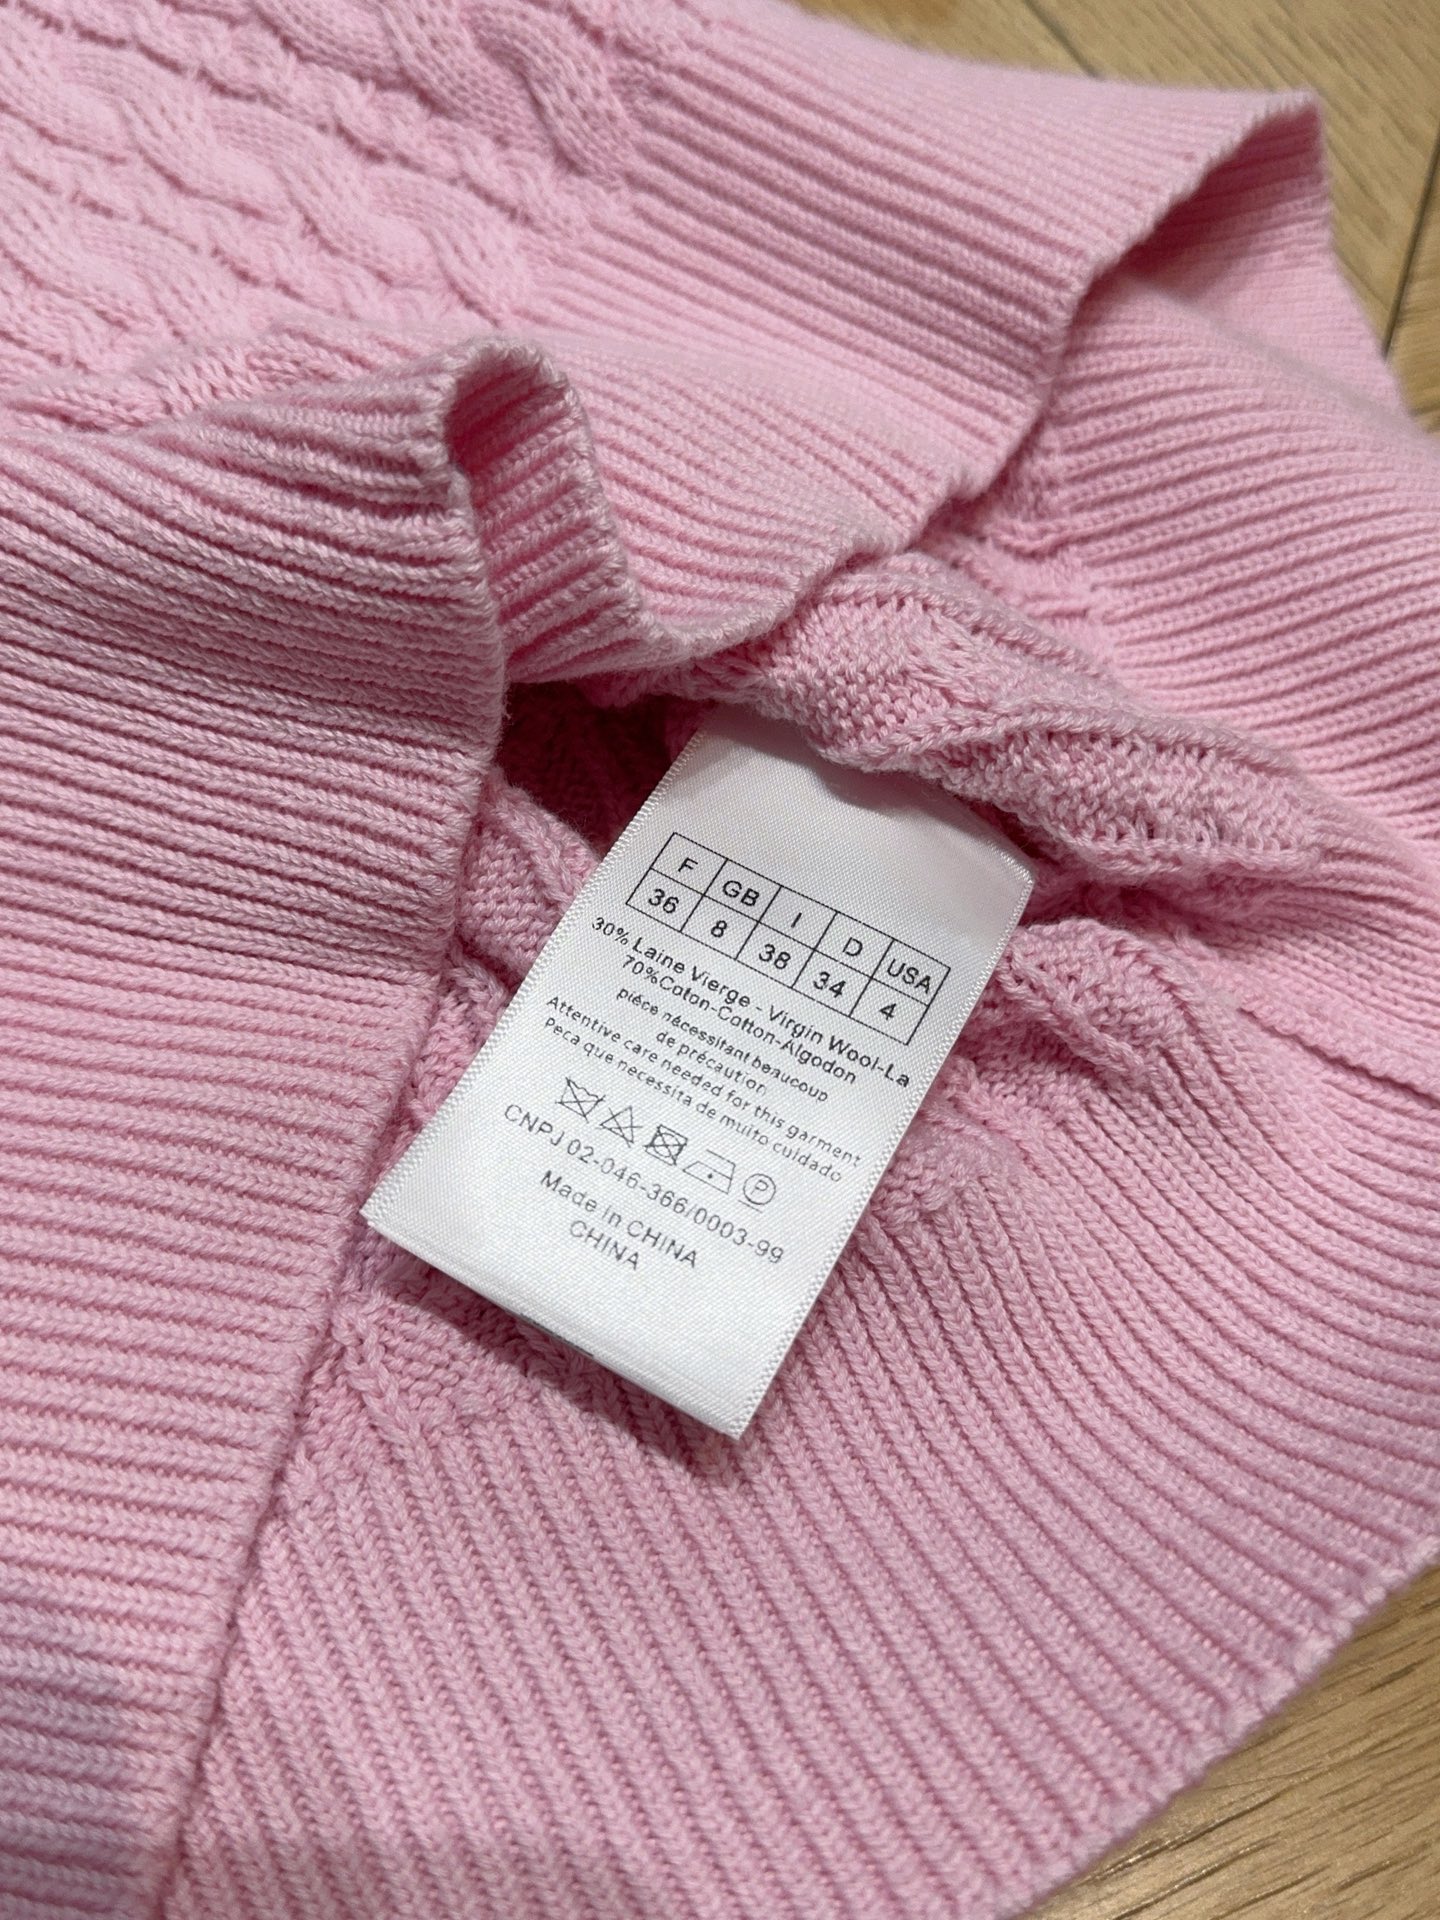 F GB I D USA
36 8 38 34 4
30% Laine Vierge - Virgin Wool-La
70%Coton-Cotton-Algodon
piéce nécessitant beaucoup
de précaution
Attentive care needed for this garment
Peca que necessita de muito cuidado
P
CNPJ 02-046-366/0003-99
Made in CHINA
CHINA